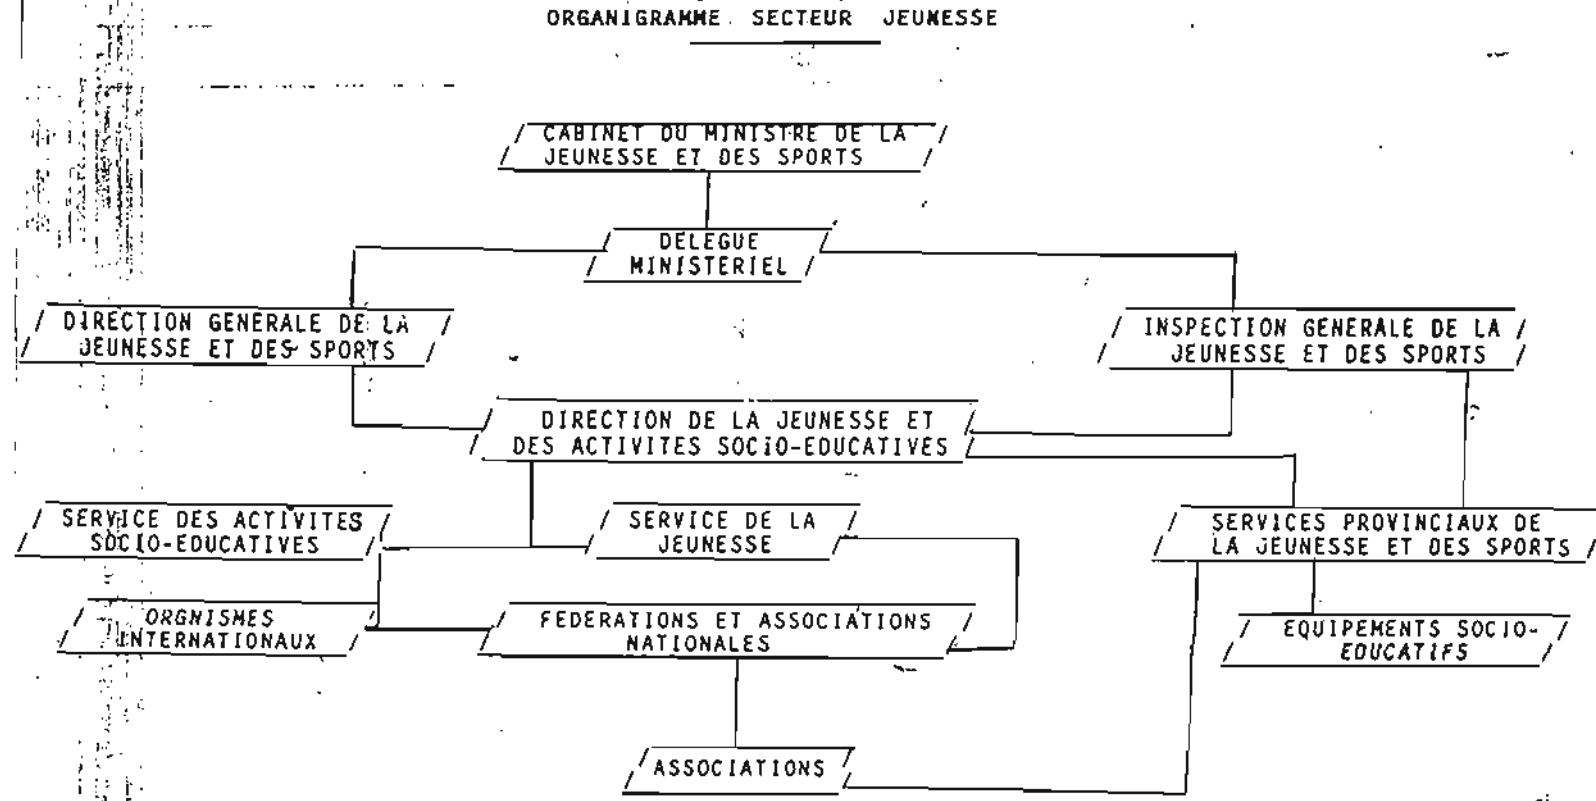 ORGANIGRAMME SECTEUR JEUNESSE
CABINET DU MINISTRE DE LA
JEUNESSE ET DES SPORTS
DELEGUE
MINISTERIEL
DIRECTION GENERALE DE LA
JEUNESSE ET DES SPORTS
INSPECTION GENERALE DE LA
JEUNESSE ET DES SPORTS
DIRECTION DE LA JEUNESSE ET
DES ACTIVITES SOCIO-EDUCATIVES
SERVICE DES ACTIVITES
SOCIO-EDUCATIVES
SERVICE DE LA
JEUNESSE
SERVICES PROVINCIAUX DE
LA JEUNESSE ET DES SPORTS
ORGNISMES
INTERNATIONAUX
FEDERATIONS ET ASSOCIATIONS
NATIONALES
EQUIPEMENTS SOCIO-
EDUCATIFS
ASSOCIATIONS